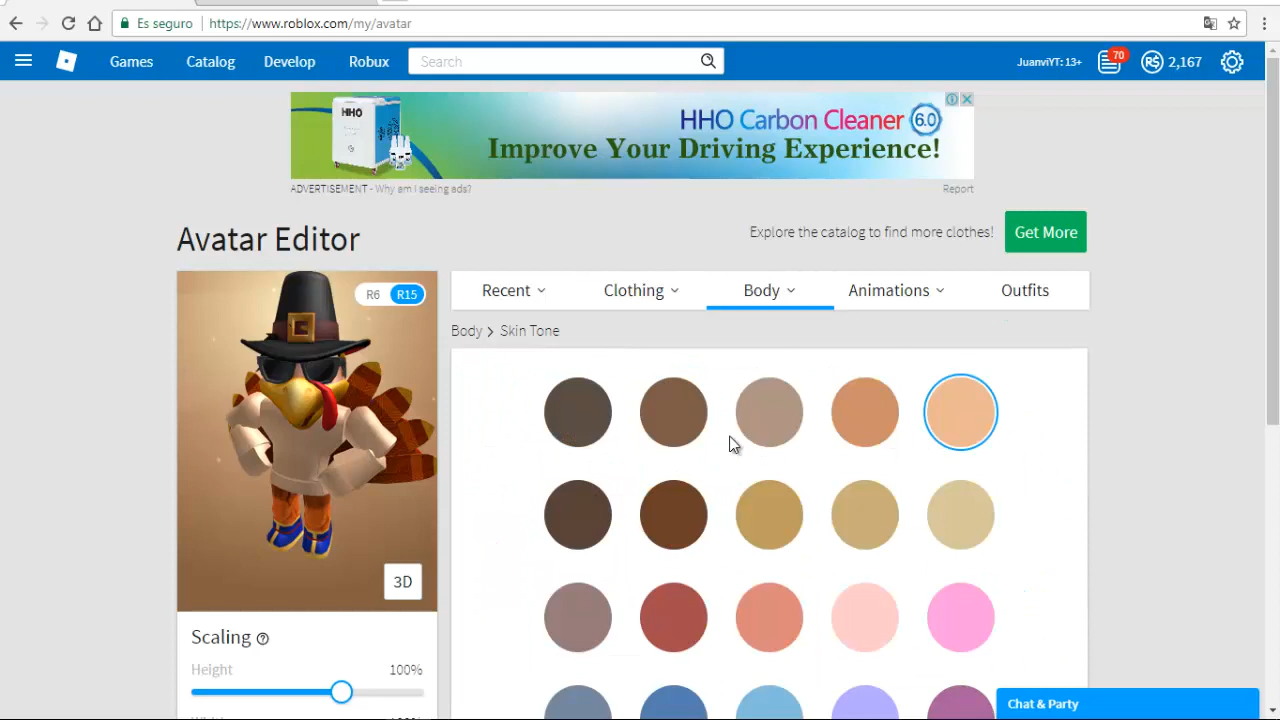 Es seguro | https://www.roblox.com/my/avatar
Games Catalog Develop Robux Search JuanviYT: 13+ 70 R$ 2,167
HHO
HHO Carbon Cleaner 6.0
Improve Your Driving Experience!
ADVERTISEMENT - Why am I seeing ads? Report
Avatar Editor
Explore the catalog to find more clothes! Get More
R6 R15
Recent Clothing Body Animations Outfits
Body > Skin Tone
3D
Scaling
Height 100%
Chat & Party